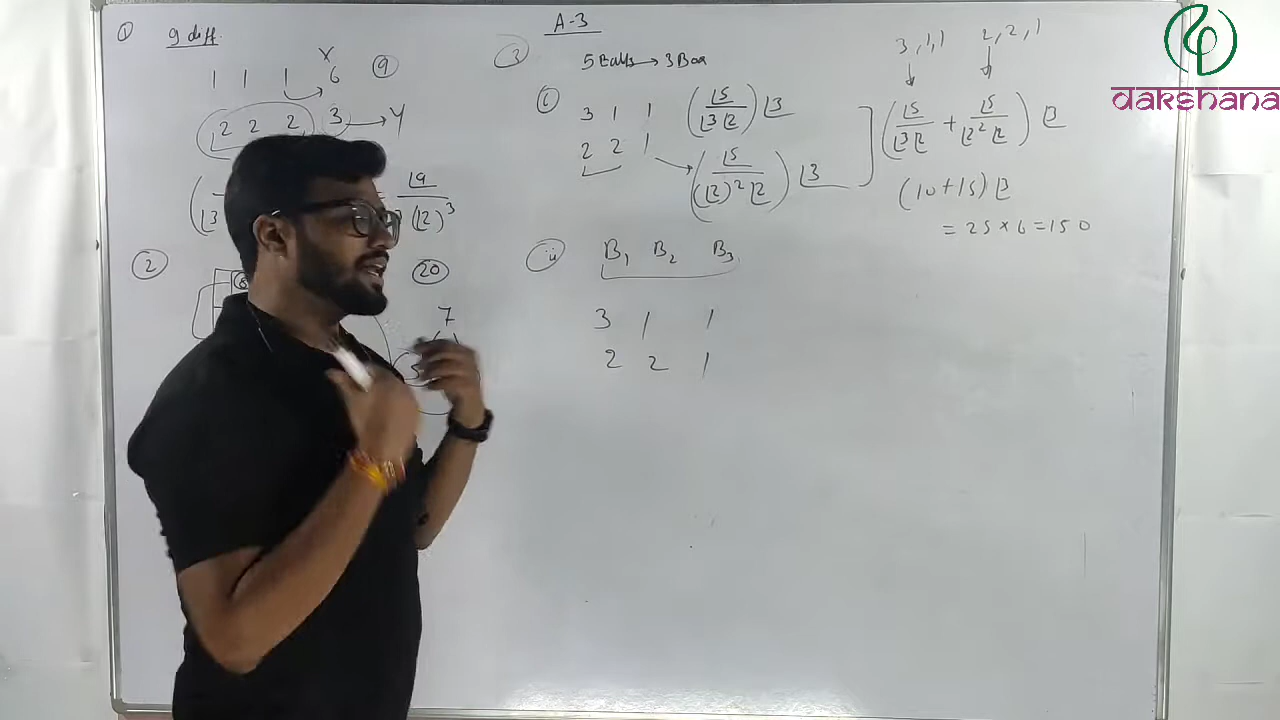 A-3
① 9 diff.
1 1 1 6 ⑨
x
2 2 2 3 → y
= |9 / (|2)^3
②
⑳
7
③ 5 Balls → 3 Box
ⓘ 3 1 1 (|5 / |3 |2) |3
2 2 1 → (|5 / (|2)^2 |2) |3
3, 1, 1 2, 2, 1
(|5 / |3 |2 + |5 / |2^2 |2) |3
(10+15) |3
= 25 × 6 = 150
ii B1 B2 B3
3 1 1
2 2 1
dakshana